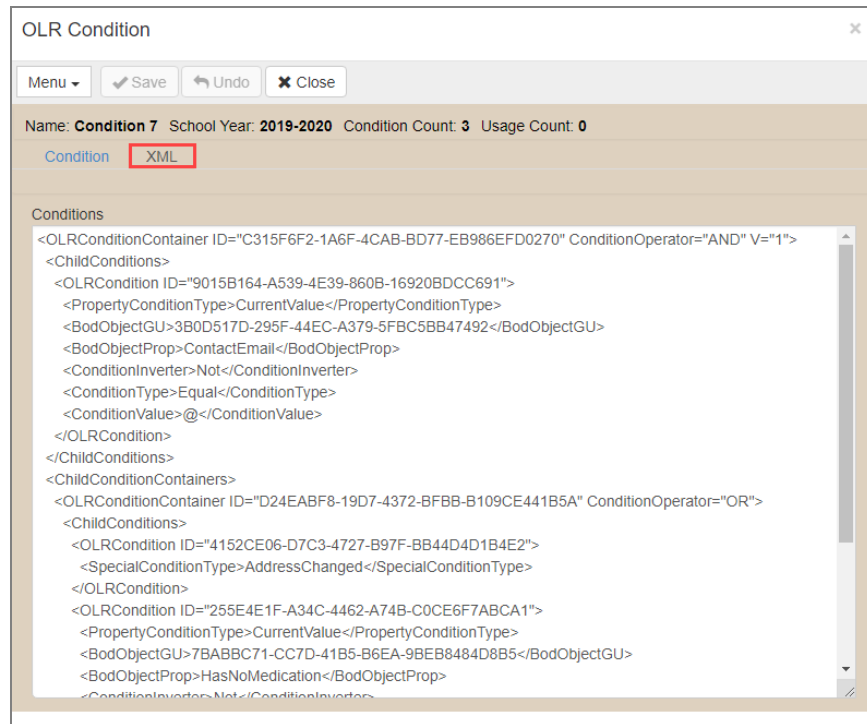 OLR Condition
Menu Save Undo Close
Name: Condition 7 School Year: 2019-2020 Condition Count: 3 Usage Count: 0
Condition XML
Conditions
<OLRConditionContainer ID="C315F6F2-1A6F-4CAB-BD77-EB986EFD0270" ConditionOperator="AND" V="1">
<ChildConditions>
<OLRCondition ID="9015B164-A539-4E39-860B-16920BDCC691">
<PropertyConditionType>CurrentValue</PropertyConditionType>
<BodObjectGU>3B0D517D-295F-44EC-A379-5FBC5BB47492</BodObjectGU>
<BodObjectProp>ContactEmail</BodObjectProp>
<ConditionInverter>Not</ConditionInverter>
<ConditionType>Equal</ConditionType>
<ConditionValue>@</ConditionValue>
</OLRCondition>
</ChildConditions>
<ChildConditionContainers>
<OLRConditionContainer ID="D24EABF8-19D7-4372-BFBB-B109CE441B5A" ConditionOperator="OR">
<ChildConditions>
<OLRCondition ID="4152CE06-D7C3-4727-B97F-BB44D4D1B4E2">
<SpecialConditionType>AddressChanged</SpecialConditionType>
</OLRCondition>
<OLRCondition ID="255E4E1F-A34C-4462-A74B-C0CE6F7ABCA1">
<PropertyConditionType>CurrentValue</PropertyConditionType>
<BodObjectGU>7BABBC71-CC7D-41B5-B6EA-9BEB8484D8B5</BodObjectGU>
<BodObjectProp>HasNoMedication</BodObjectProp>
<ConditionInverter>Not</ConditionInverter>